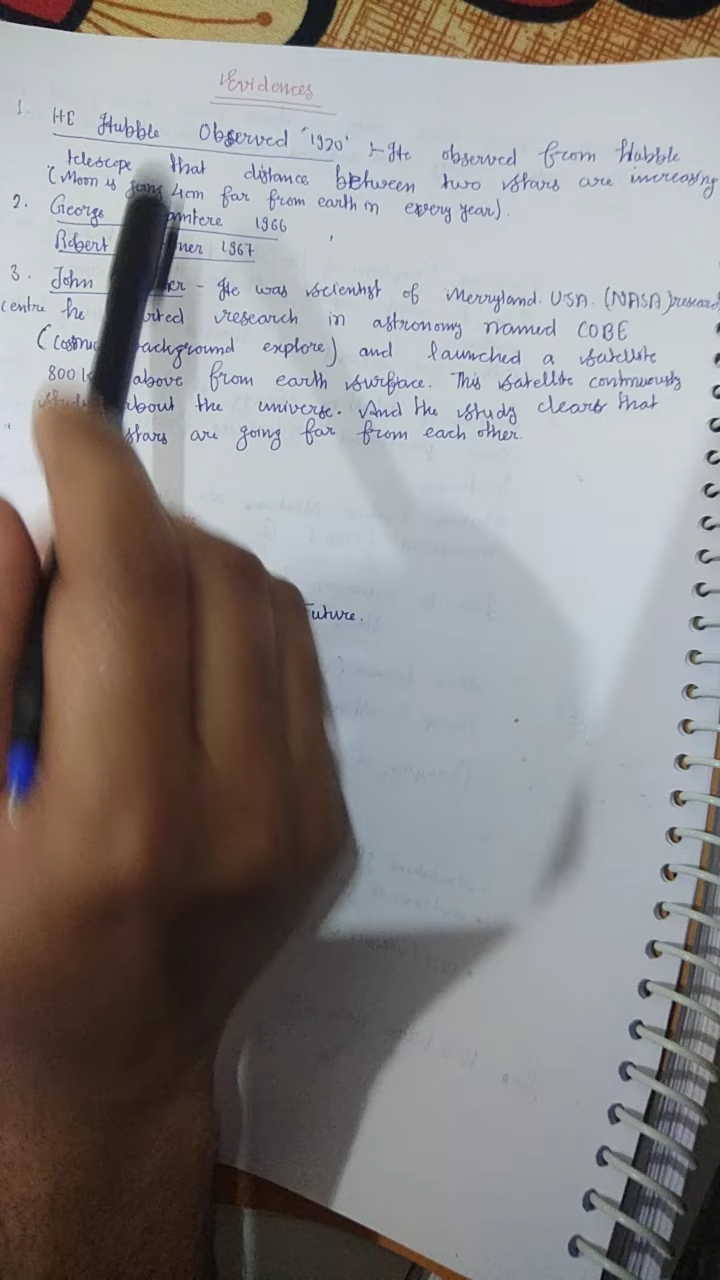 Evidences
1. HE Hubble Observed '1920' :- He observed from Hubble
telescope that distance between two stars are increasing
(Moon is going 4cm far from earth in every year).
2. George 1966
Robert 1967
3. John - He was scientist of Merryland. USA. (NASA) research
centre he research in astronomy named COBE
background explore) and launched a satellite
800 above from earth surface. This satellite continuously
about the universe. And the study clears that
stars are going far from each other.
Future.